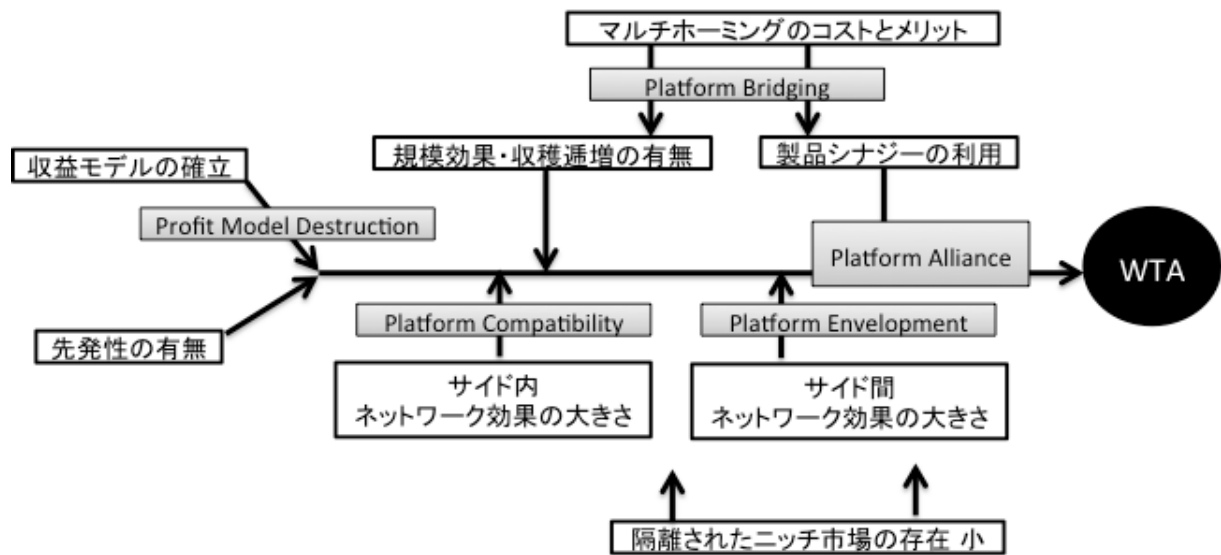 マルチホーミングのコストとメリット
Platform Bridging
収益モデルの確立
規模効果・収穫逓増の有無
製品シナジーの利用
Profit Model Destruction
Platform Alliance
WTA
先発性の有無
Platform Compatibility
Platform Envelopment
サイド内
ネットワーク効果の大きさ
サイド間
ネットワーク効果の大きさ
隔離されたニッチ市場の存在 小